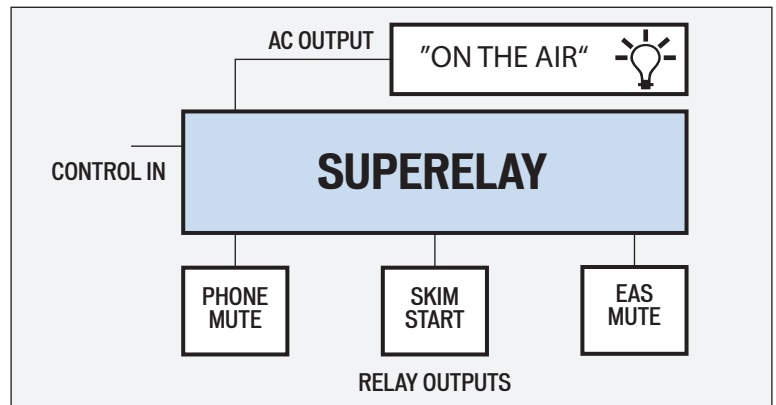 AC OUTPUT
”ON THE AIR“
CONTROL IN
SUPERELAY
PHONE
MUTE
SKIM
START
EAS
MUTE
RELAY OUTPUTS